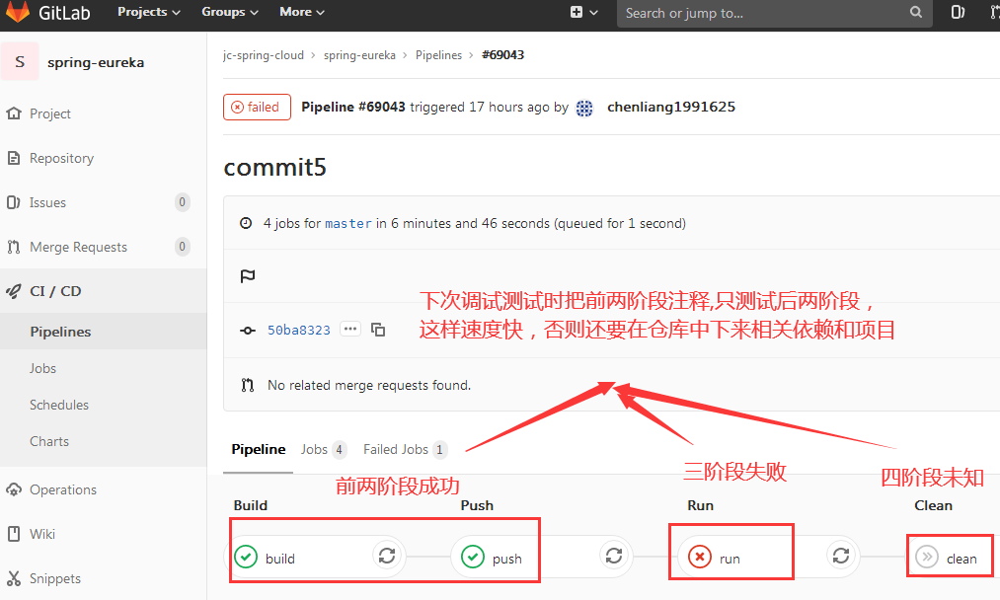 GitLab Projects Groups More Search or jump to...
S spring-eureka
Project
Repository
Issues 0
Merge Requests 0
CI / CD
Pipelines
Jobs
Schedules
Charts
Operations
Wiki
Snippets
jc-spring-cloud > spring-eureka > Pipelines > #69043
failed Pipeline #69043 triggered 17 hours ago by chenliang1991625
commit5
4 jobs for master in 6 minutes and 46 seconds (queued for 1 second)
下次调试测试时把前两阶段注释,只测试后两阶段，
50ba8323 ··· 这样速度快，否则还要在仓库中下来相关依赖和项目
No related merge requests found.
Pipeline Jobs 4 Failed Jobs 1
前两阶段成功 三阶段失败 四阶段未知
Build Push Run Clean
build push run clean